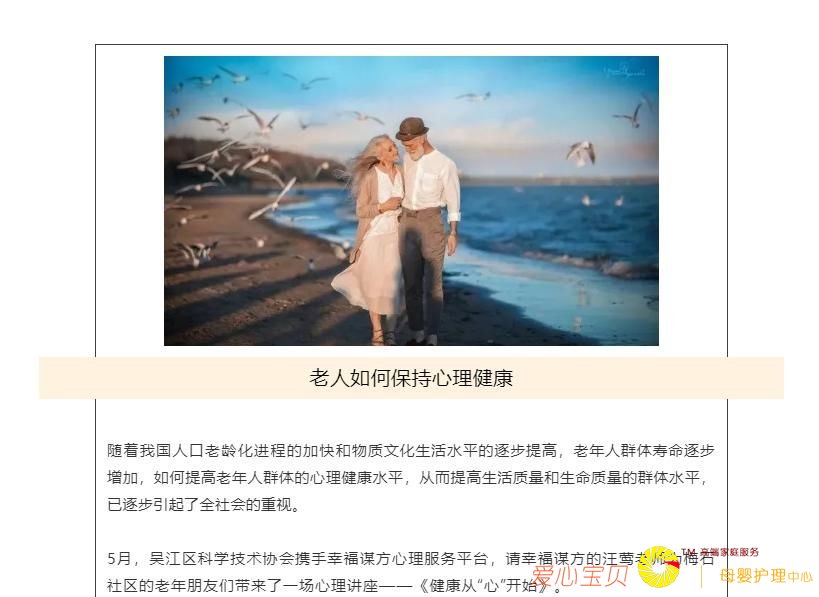 老人如何保持心理健康
随着我国人口老龄化进程的加快和物质文化生活水平的逐步提高，老年人群体寿命逐步
增加，如何提高老年人群体的心理健康水平，从而提高生活质量和生命质量的群体水平，
已逐步引起了全社会的重视。
5月，吴江区科学技术协会携手幸福谋方心理服务平台，请幸福谋方的汪莺老师为梅石
社区的老年朋友们带来了一场心理讲座——《健康从“心”开始》。
TM 高端家庭服务
爱心宝贝
母婴护理中心